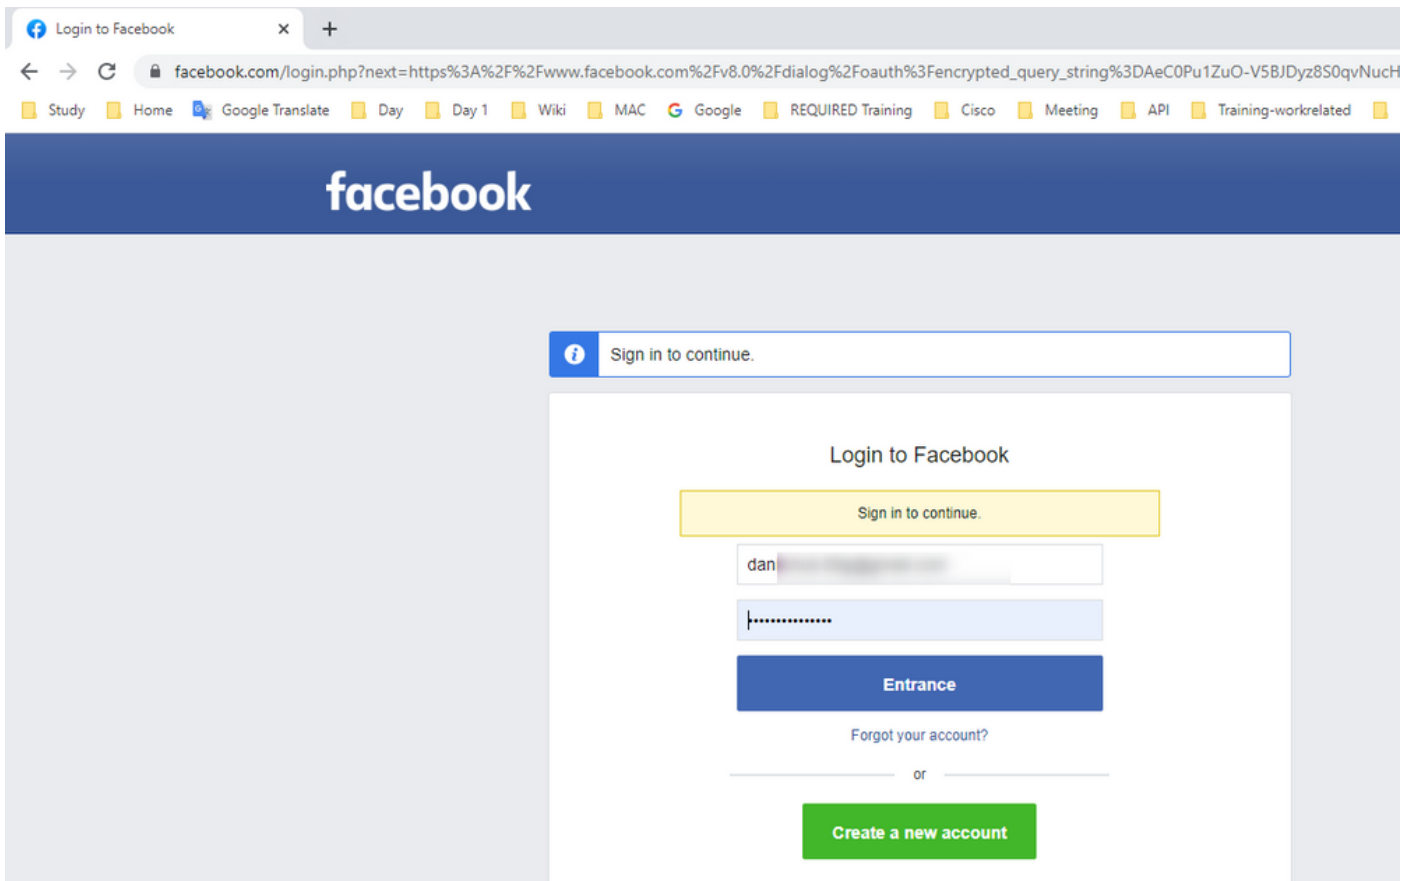 Login to Facebook
facebook.com/login.php?next=https%3A%2F%2Fwww.facebook.com%2Fv8.0%2Fdialog%2Foauth%3Fencrypted_query_string%3DAeC0Pu1ZuO-V5BJDyz8S0qvNucH
Study Home Google Translate Day Day 1 Wiki MAC Google REQUIRED Training Cisco Meeting API Training-workrelated
facebook
Sign in to continue.
Login to Facebook
Sign in to continue.
dan
Entrance
Forgot your account?
or
Create a new account